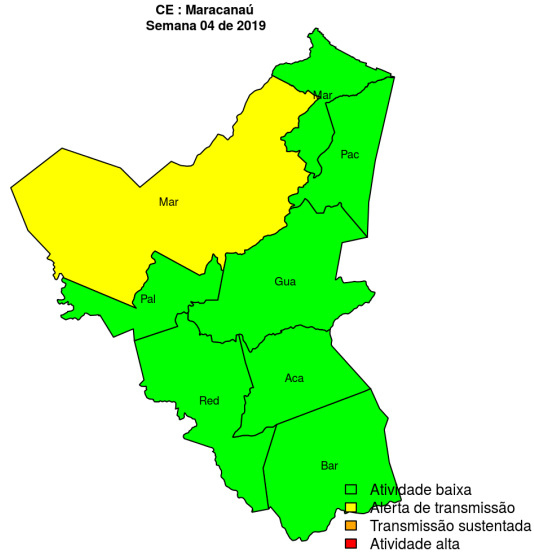 CE : Maracanaú
Semana 04 de 2019
Mar
Pac
Mar
Gua
Pal
Aca
Red
Bar
Atividade baixa
Alerta de transmissão
Transmissão sustentada
Atividade alta